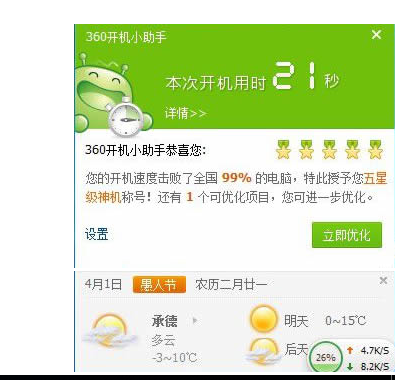 360开机小助手
本次开机用时 21 秒
详情>>
360开机小助手恭喜您:
您的开机速度击败了全国 99% 的电脑，特此授予您五星
级神机称号！还有 1 个可优化项目，您可进一步优化。
设置 立即优化
4月1日 愚人节 农历二月廿一
承德
多云
-3~10℃
明天 0~15℃
后天
26%
4.7K/S
8.2K/S